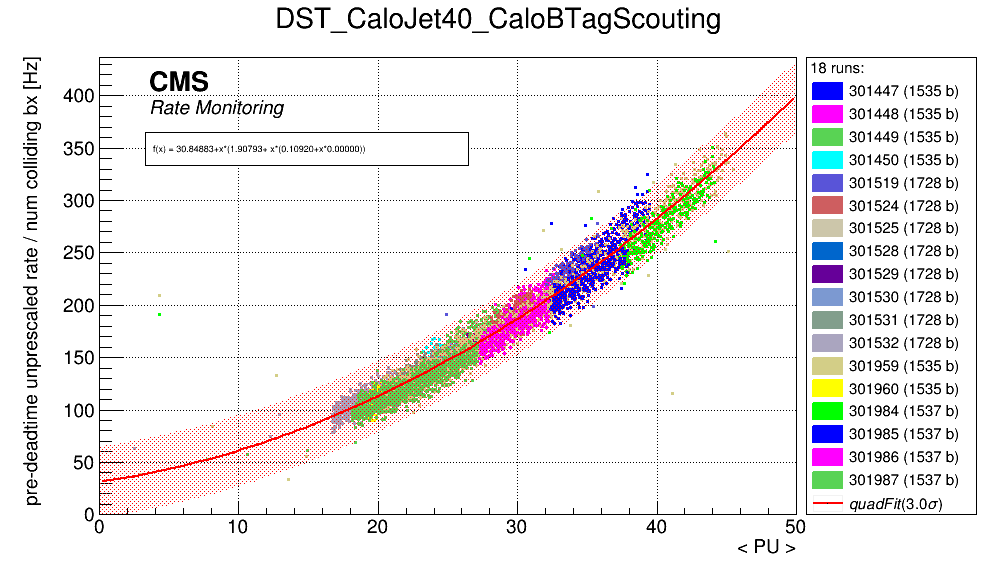 DST_CaloJet40_CaloBTagScouting
pre-deadtime unprescaled rate / num colliding bx [Hz]
CMS
Rate Monitoring
f(x) = 30.84883+x*(1.90793+ x*(0.10920+x*0.00000))
400
350
300
250
200
150
100
50
0
0 10 20 30 40 50
< PU >
18 runs:
301447 (1535 b)
301448 (1535 b)
301449 (1535 b)
301450 (1535 b)
301519 (1728 b)
301524 (1728 b)
301525 (1728 b)
301528 (1728 b)
301529 (1728 b)
301530 (1728 b)
301531 (1728 b)
301532 (1728 b)
301959 (1535 b)
301960 (1535 b)
301984 (1537 b)
301985 (1537 b)
301986 (1537 b)
301987 (1537 b)
quadFit(3.0σ)